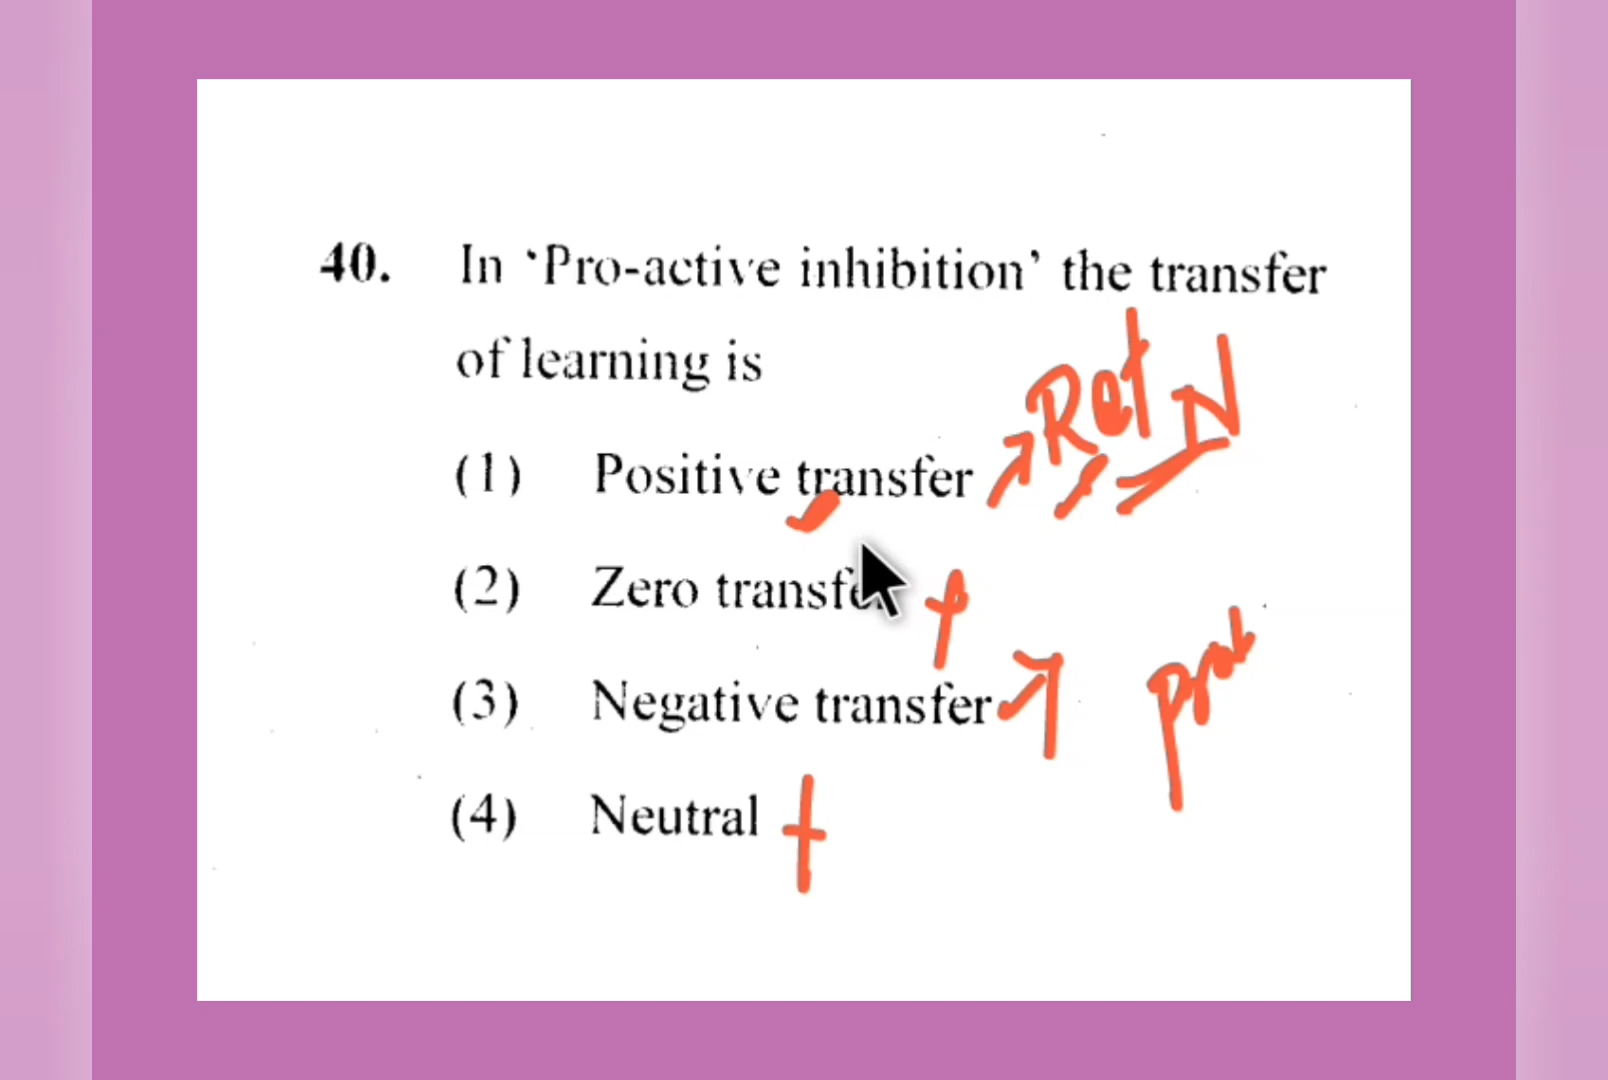 40. In ‘Pro-active inhibition’ the transfer
of learning is
Ret N
(1) Positive transfer
(2) Zero transfer
(3) Negative transfer
(4) Neutral